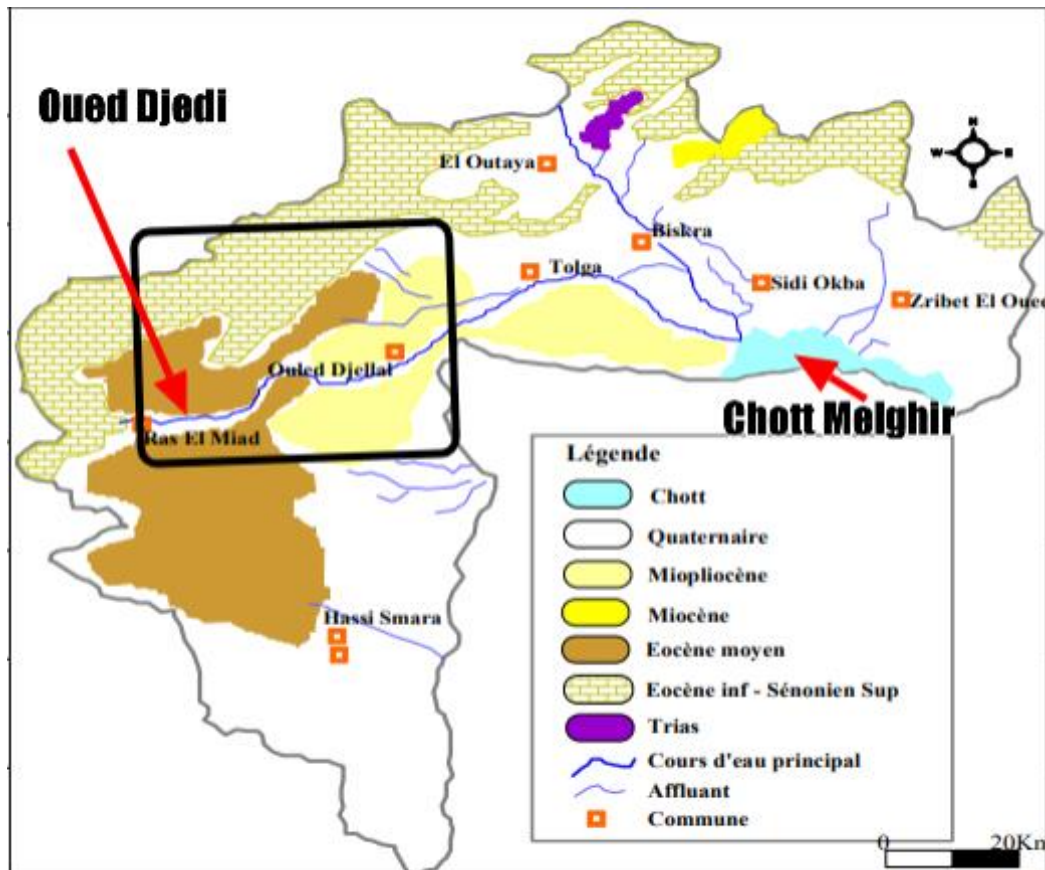 Oued Djedi
N
W
E
S
El Outaya
Biskra
Tolga
Sidi Okba
Zribet El Oued
Ouled Djellal
Chott Melghir
Ras El Miad
Hassi Smara
Légende
Chott
Quaternaire
Miopliocène
Miocène
Eocène moyen
Eocène inf - Sénonien Sup
Trias
Cours d'eau principal
Affluant
Commune
0 20Km